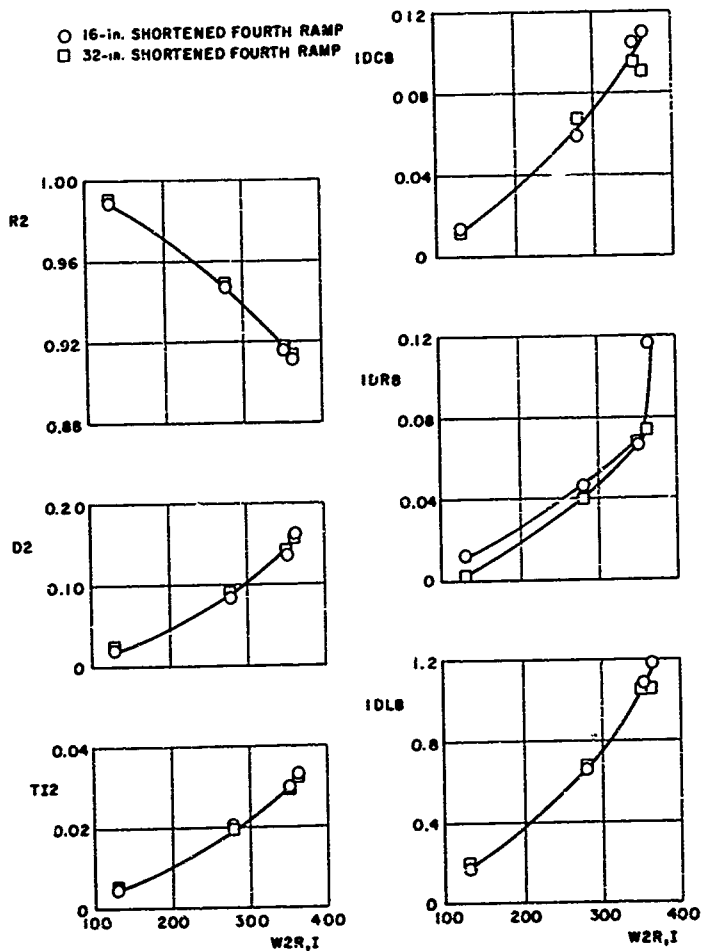 ○ 16-in. SHORTENED FOURTH RAMP
□ 32-in. SHORTENED FOURTH RAMP
R2
1.00
0.96
0.92
0.88
D2
0.20
0.10
0
TI2
0.04
0.02
0
100 200 300 400
W2R,I
IDC8
0.12
0.08
0.04
0
IDR8
0.12
0.08
0.04
0
IDL8
1.2
0.8
0.4
0
100 200 300 400
W2R,I